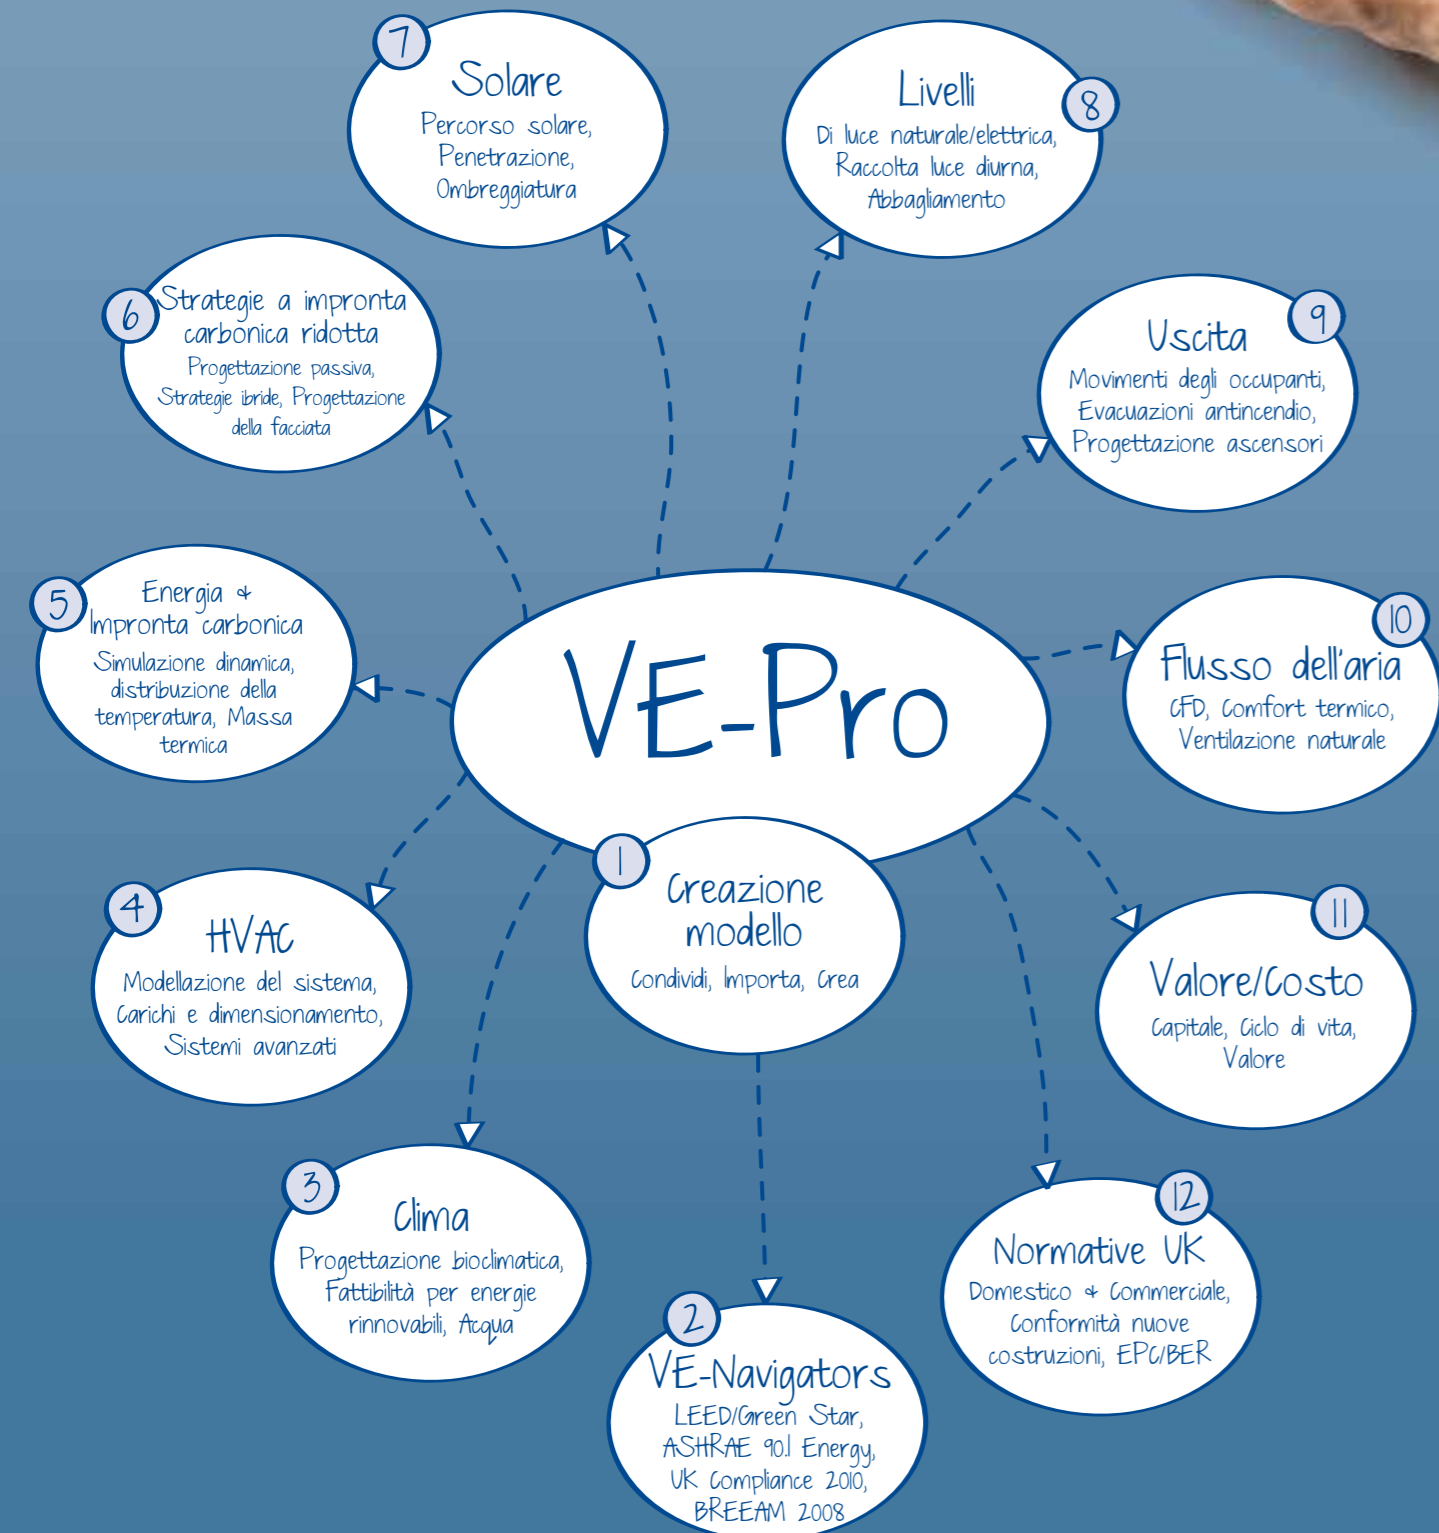 VE-Pro
1
Creazione
modello
Condividi, Importa, Crea
2
VE-Navigators
LEED/Green Star,
ASHRAE 90.1 Energy,
UK Compliance 2010,
BREEAM 2008
3
Clima
Progettazione bioclimatica,
Fattibilità per energie
rinnovabili, Acqua
4
HVAC
Modellazione del sistema,
Carichi e dimensionamento,
Sistemi avanzati
5
Energia &
Impronta carbonica
Simulazione dinamica,
distribuzione della
temperatura, Massa
termica
6
Strategie a impronta
carbonica ridotta
Progettazione passiva,
Strategie ibride, Progettazione
della facciata
7
Solare
Percorso solare,
Penetrazione,
Ombreggiatura
8
Livelli
Di luce naturale/elettrica,
Raccolta luce diurna,
Abbagliamento
9
Uscita
Movimenti degli occupanti,
Evacuazioni antincendio,
Progettazione ascensori
10
Flusso dell'aria
CFD, Comfort termico,
Ventilazione naturale
11
Valore/Costo
Capitale, Ciclo di vita,
Valore
12
Normative UK
Domestico & Commerciale,
Conformità nuove
costruzioni, EPC/BER